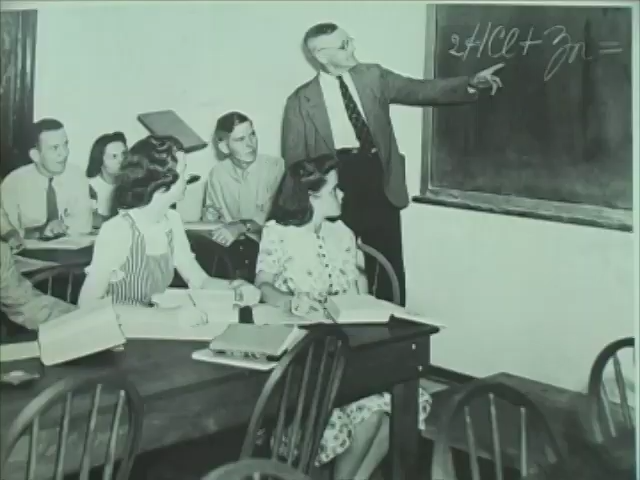 2HCl + Zn =